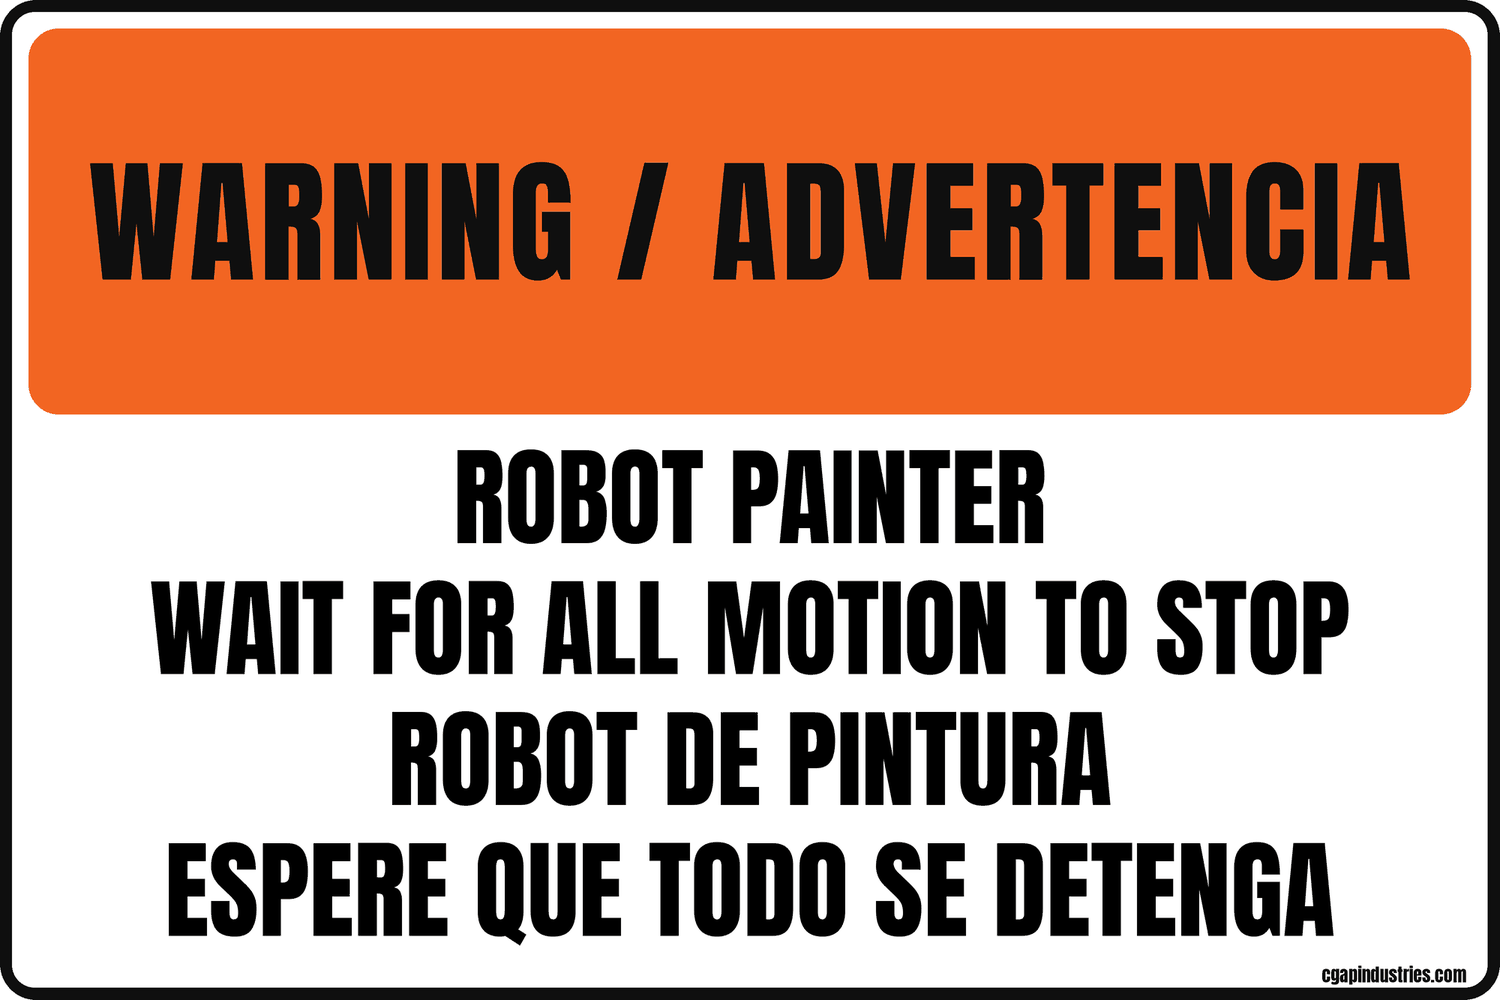 WARNING / ADVERTENCIA
ROBOT PAINTER
WAIT FOR ALL MOTION TO STOP
ROBOT DE PINTURA
ESPERE QUE TODO SE DETENGA
cgapindustries.com